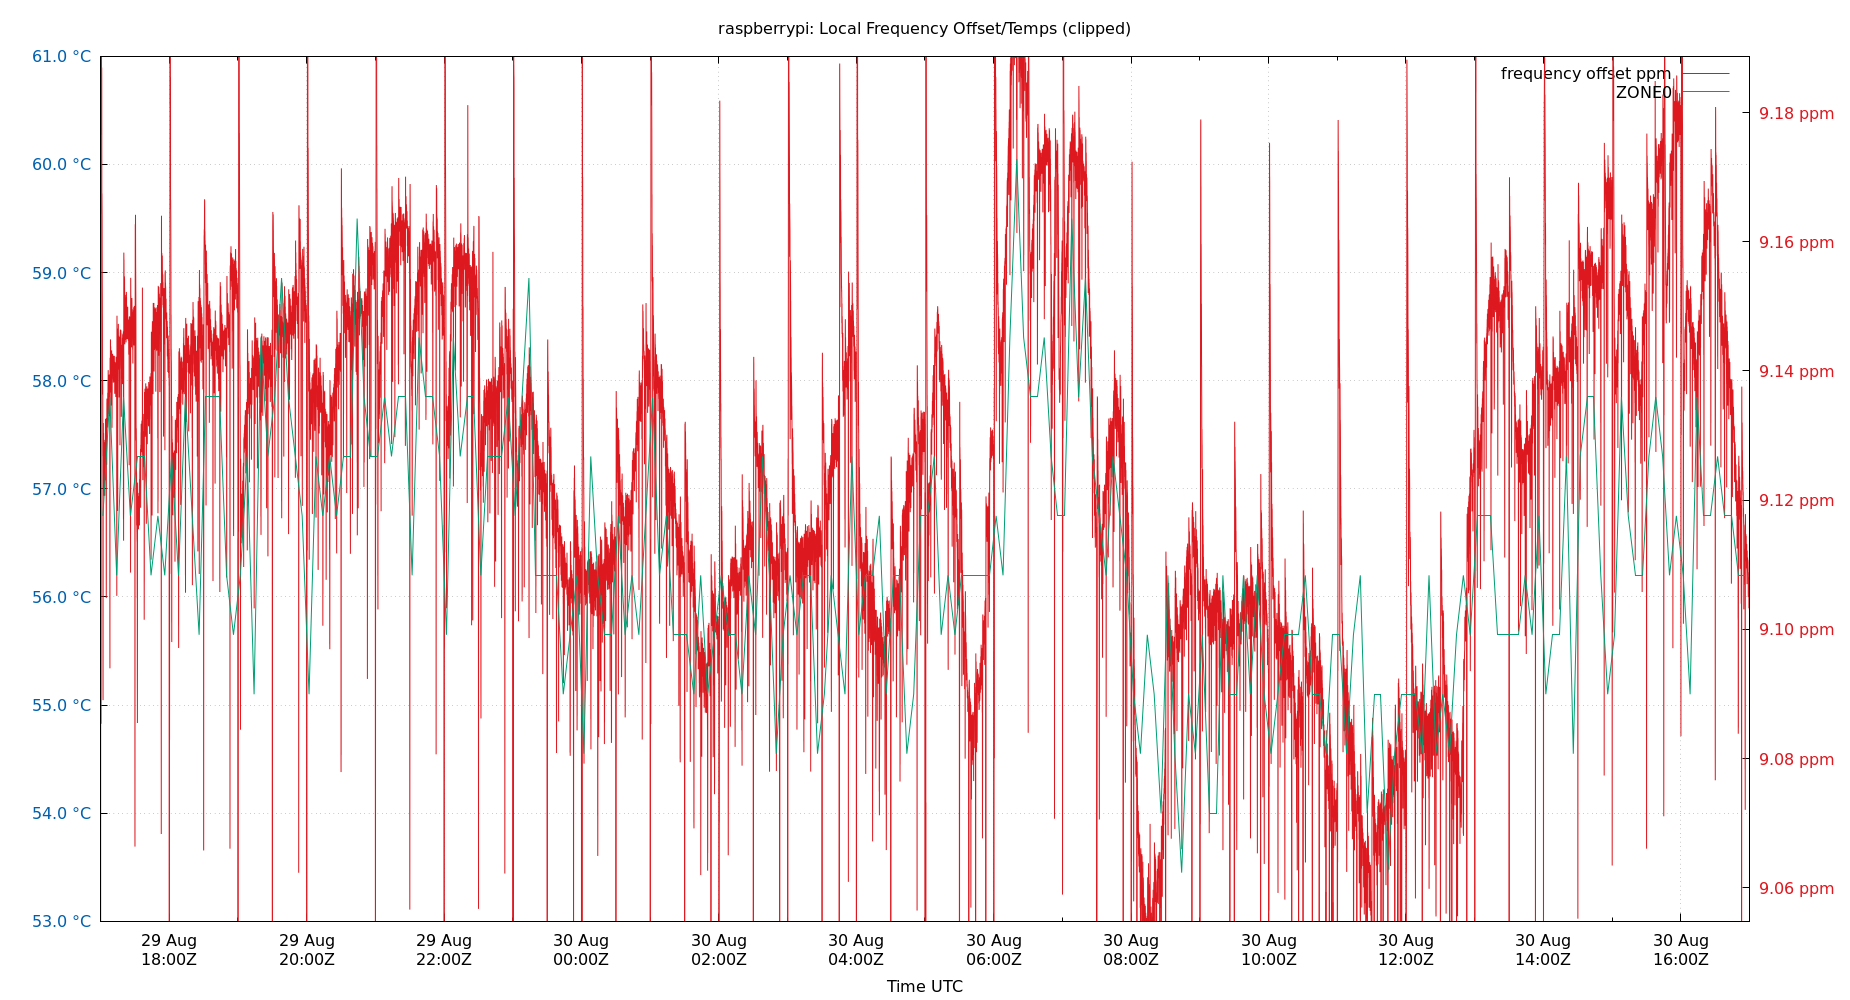 raspberrypi: Local Frequency Offset/Temps (clipped)
61.0 °C
60.0 °C
59.0 °C
58.0 °C
57.0 °C
56.0 °C
55.0 °C
54.0 °C
53.0 °C
frequency offset ppm
ZONE0
9.18 ppm
9.16 ppm
9.14 ppm
9.12 ppm
9.10 ppm
9.08 ppm
9.06 ppm
29 Aug 29 Aug 29 Aug 30 Aug 30 Aug 30 Aug 30 Aug 30 Aug 30 Aug 30 Aug 30 Aug 30 Aug
18:00Z 20:00Z 22:00Z 00:00Z 02:00Z 04:00Z 06:00Z 08:00Z 10:00Z 12:00Z 14:00Z 16:00Z
Time UTC